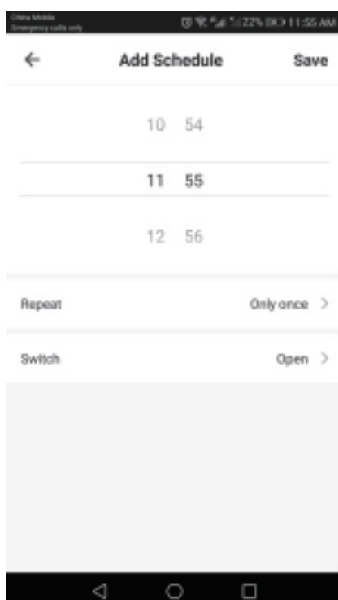 China Mobile
Emergency calls only
22% 11:55 AM
Add Schedule Save
10 54
11 55
12 56
Repeat Only once
Switch Open